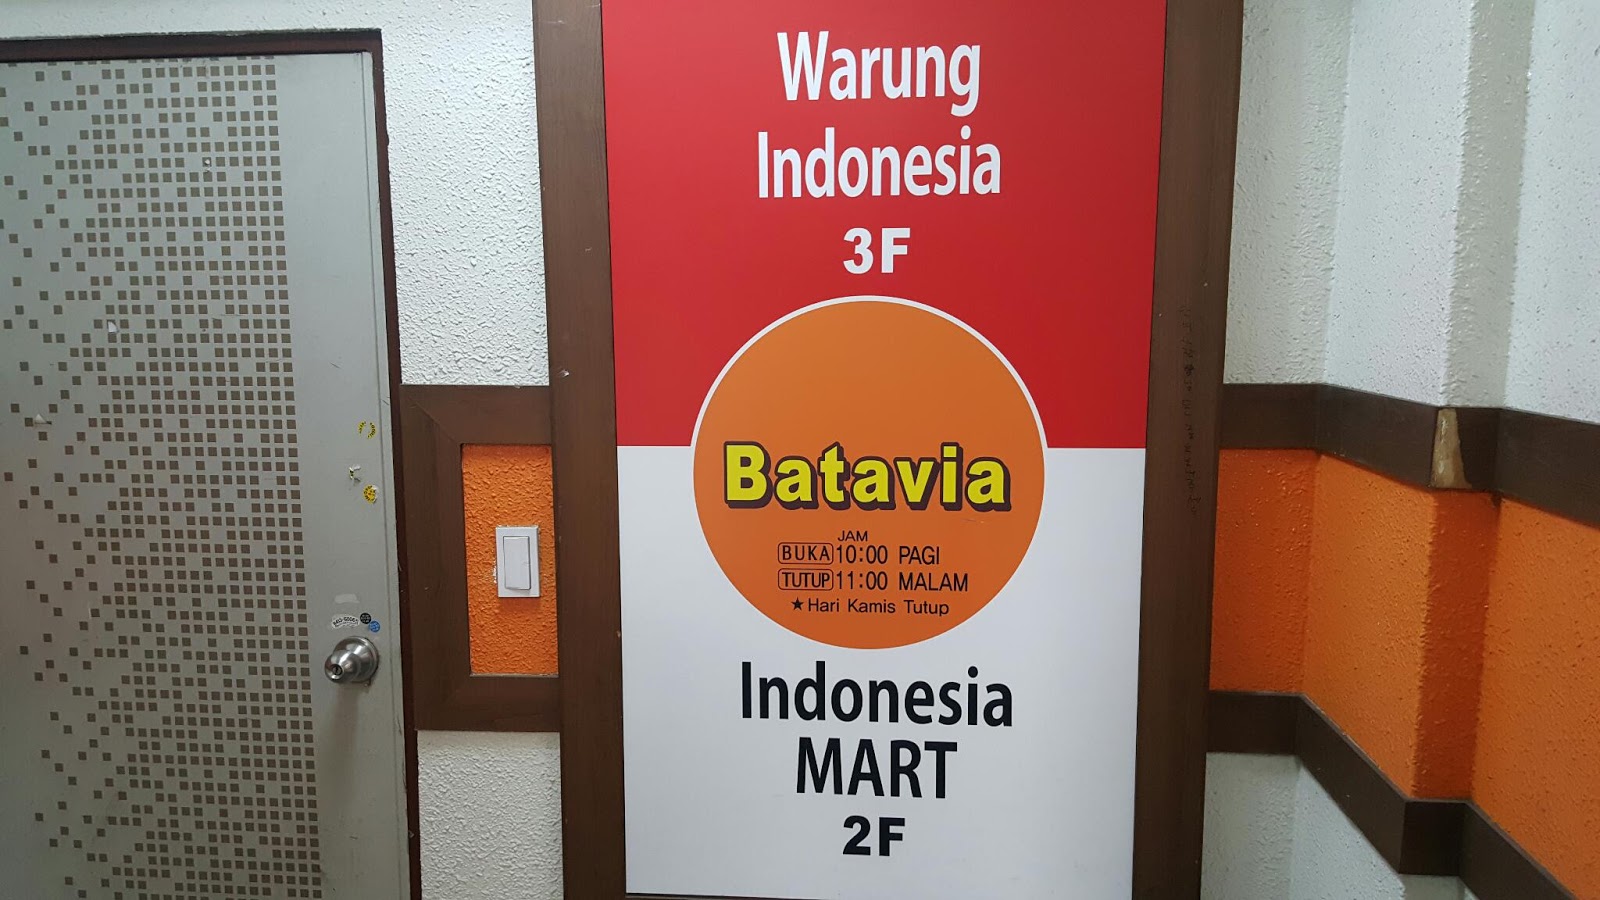 Warung
Indonesia
3F
Batavia
JAM
BUKA 10:00 PAGI
TUTUP 11:00 MALAM
★Hari Kamis Tutup
Indonesia
MART
2F